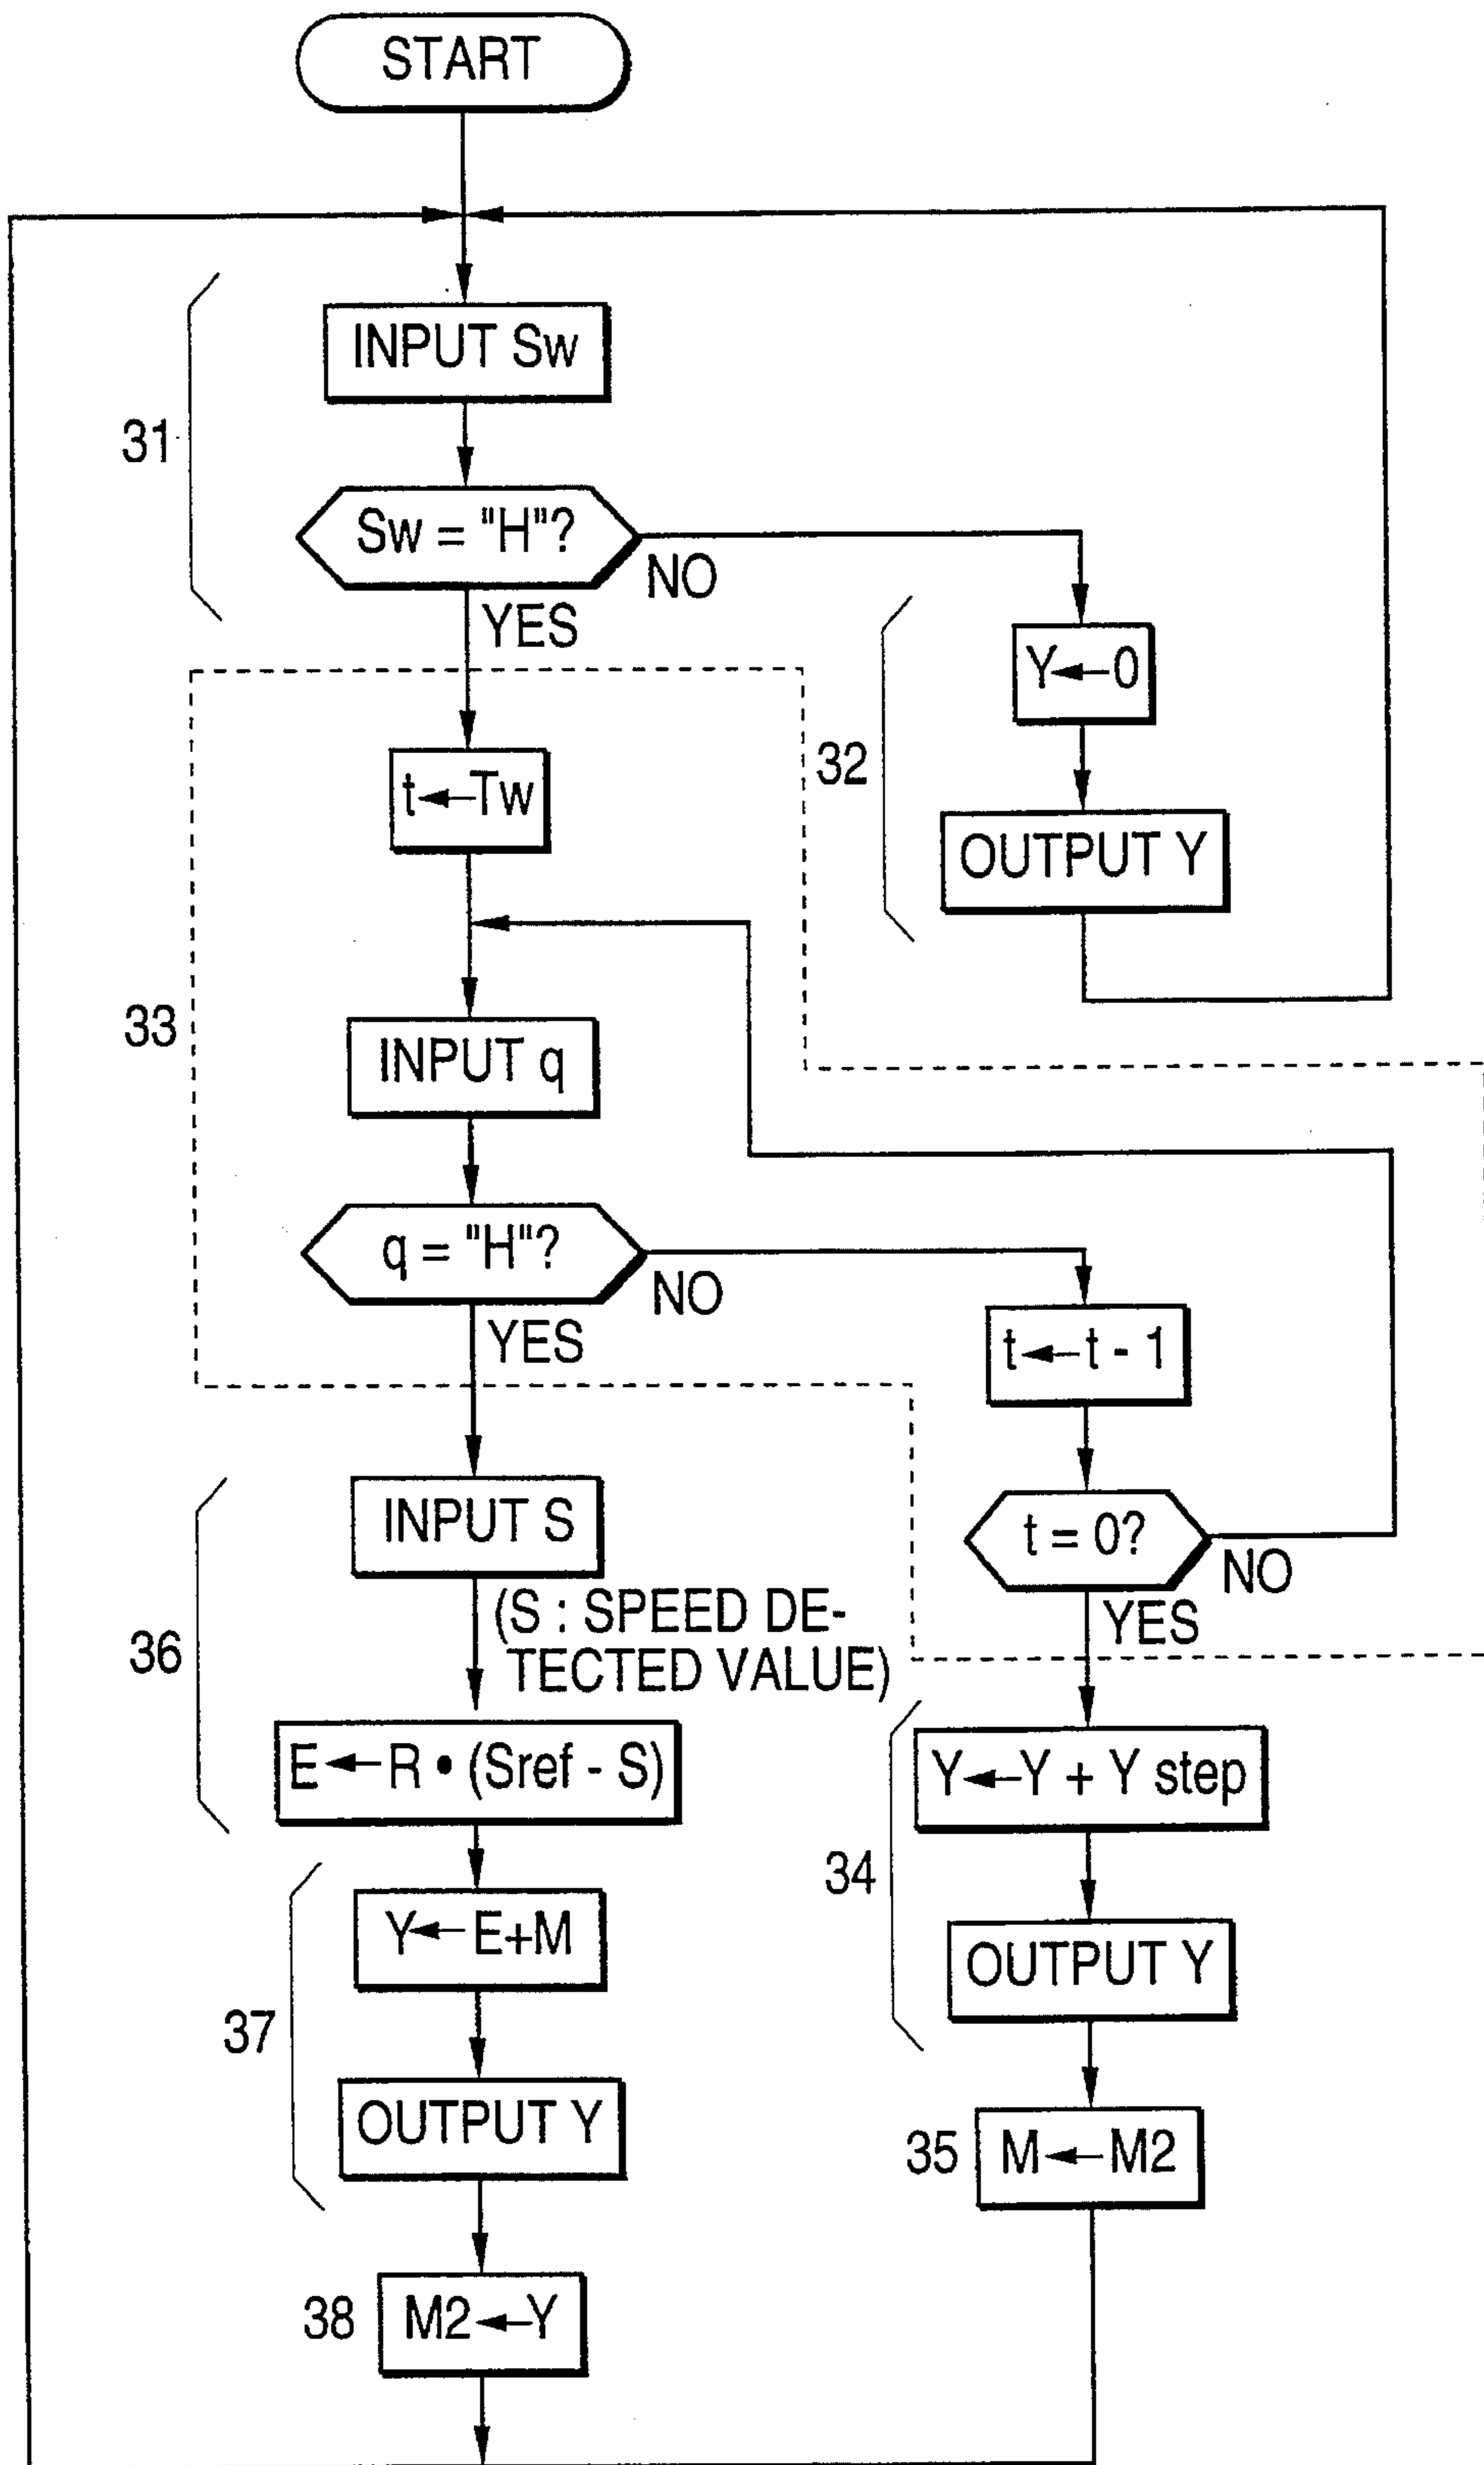 START
INPUT Sw
31
Sw = "H"?
NO
YES
Y←0
32
t←Tw
OUTPUT Y
33
INPUT q
q = "H"?
NO
YES
t←t - 1
INPUT S
t = 0?
NO
(S : SPEED DE-
TECTED VALUE)
YES
36
E←R • (Sref - S)
Y←Y + Y step
34
Y←E+M
OUTPUT Y
37
OUTPUT Y
35
M←M2
38
M2←Y